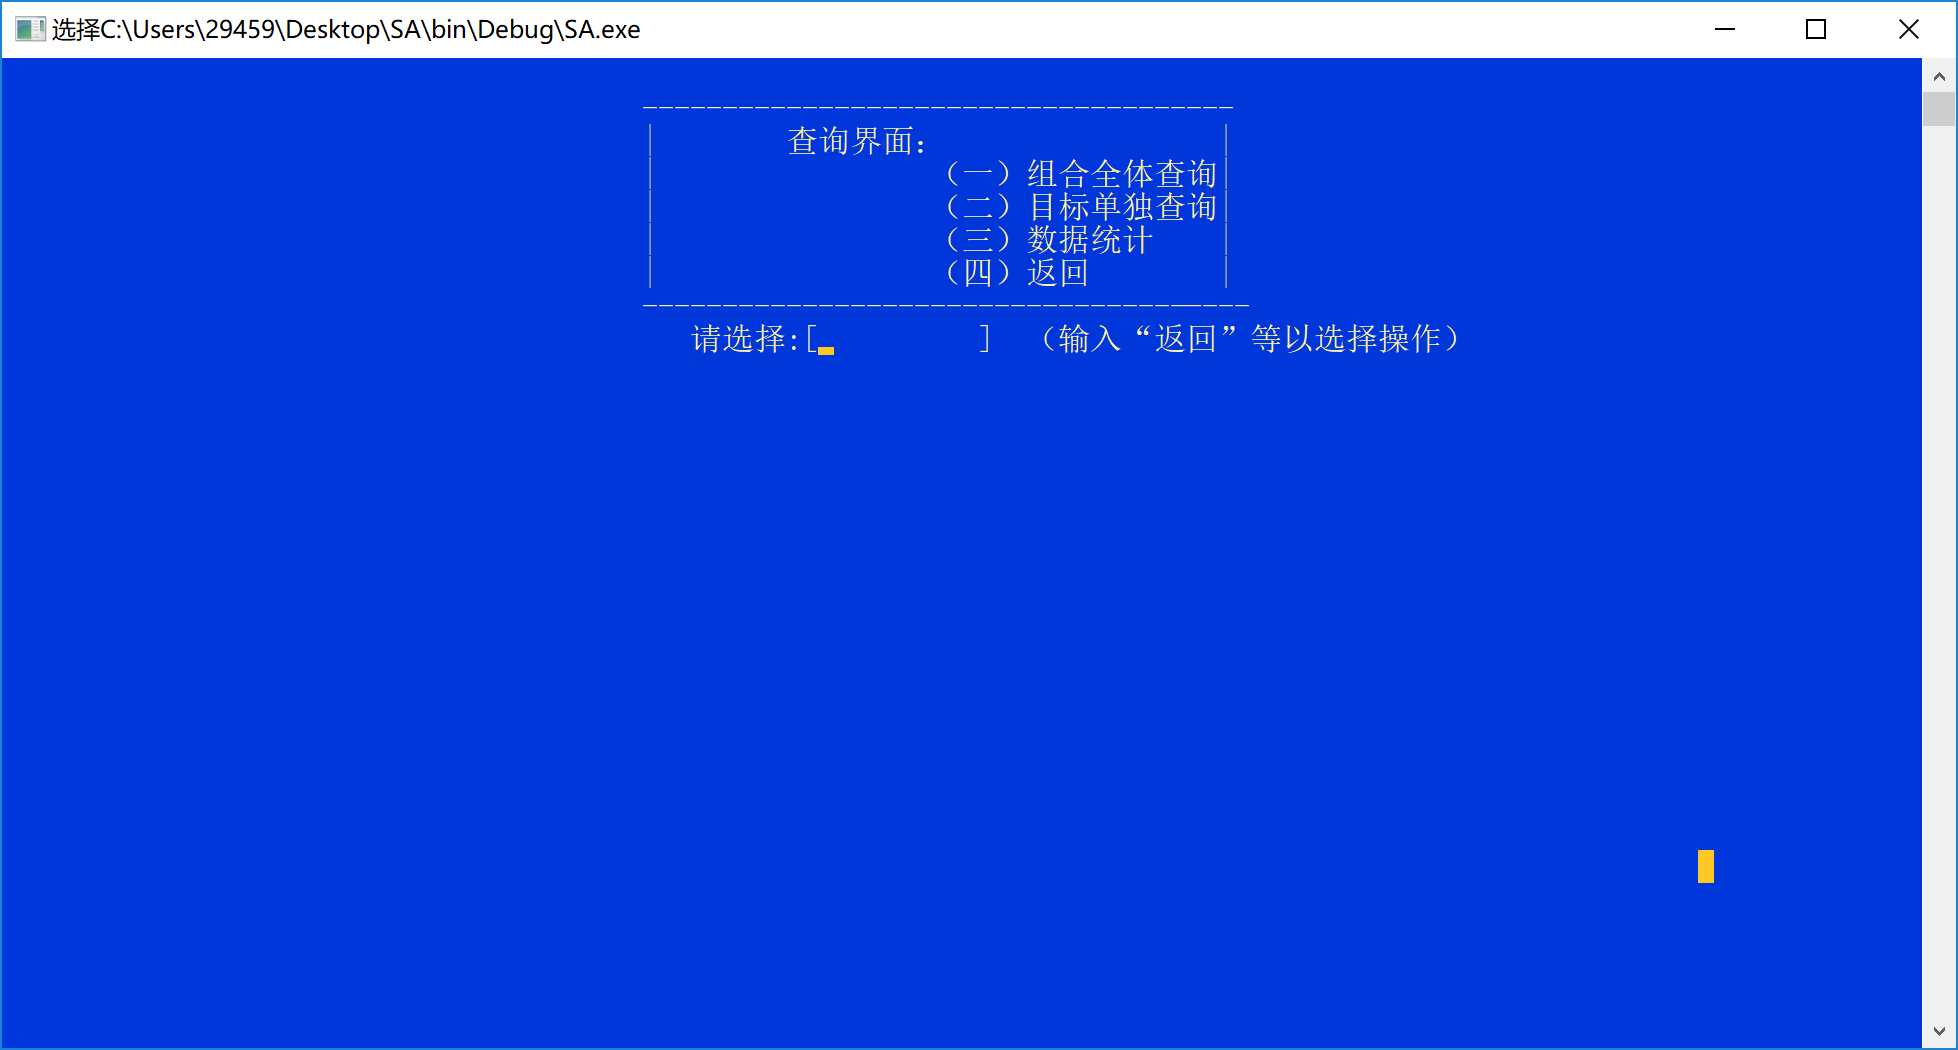 选择C:\Users\29459\Desktop\SA\bin\Debug\SA.exe
-------------------------------------
|        查询界面:                  |
|                  （一）组合全体查询|
|                  （二）目标单独查询|
|                  （三）数据统计    |
|                  （四）返回        |
--------------------------------------
请选择:[          ]  （输入“返回”等以选择操作）